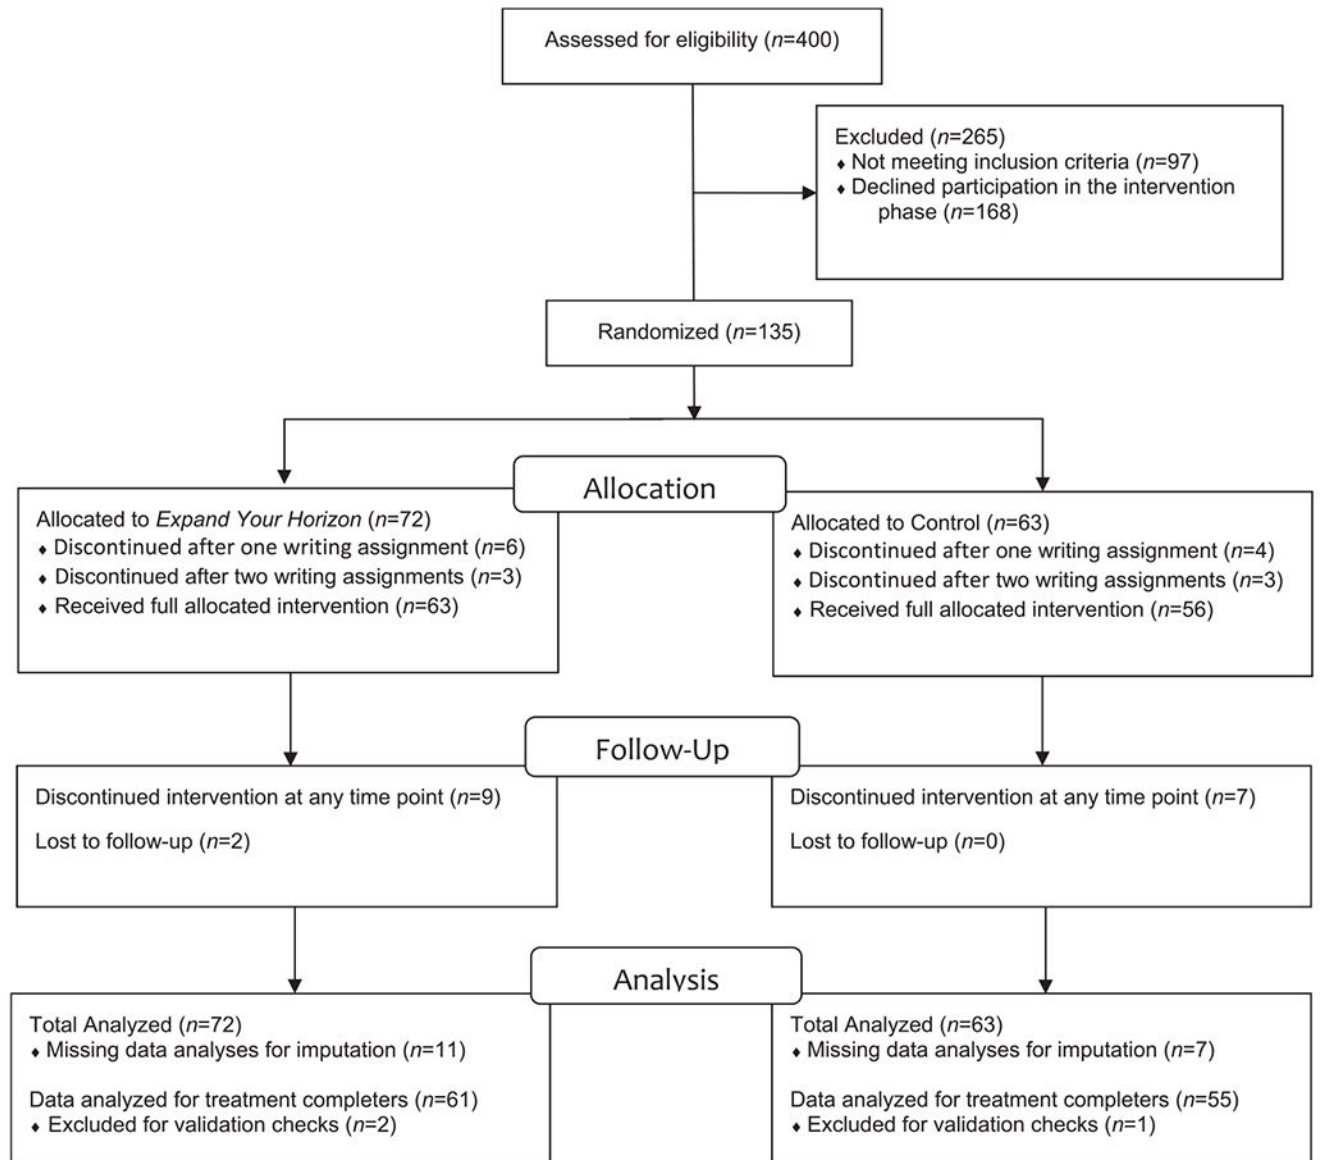 Assessed for eligibility (n=400)
Excluded (n=265)
♦ Not meeting inclusion criteria (n=97)
♦ Declined participation in the intervention
phase (n=168)
Randomized (n=135)
Allocation
Allocated to Expand Your Horizon (n=72)
♦ Discontinued after one writing assignment (n=6)
♦ Discontinued after two writing assignments (n=3)
♦ Received full allocated intervention (n=63)
Allocated to Control (n=63)
♦ Discontinued after one writing assignment (n=4)
♦ Discontinued after two writing assignments (n=3)
♦ Received full allocated intervention (n=56)
Follow-Up
Discontinued intervention at any time point (n=9)
Lost to follow-up (n=2)
Discontinued intervention at any time point (n=7)
Lost to follow-up (n=0)
Analysis
Total Analyzed (n=72)
♦ Missing data analyses for imputation (n=11)
Data analyzed for treatment completers (n=61)
♦ Excluded for validation checks (n=2)
Total Analyzed (n=63)
♦ Missing data analyses for imputation (n=7)
Data analyzed for treatment completers (n=55)
♦ Excluded for validation checks (n=1)